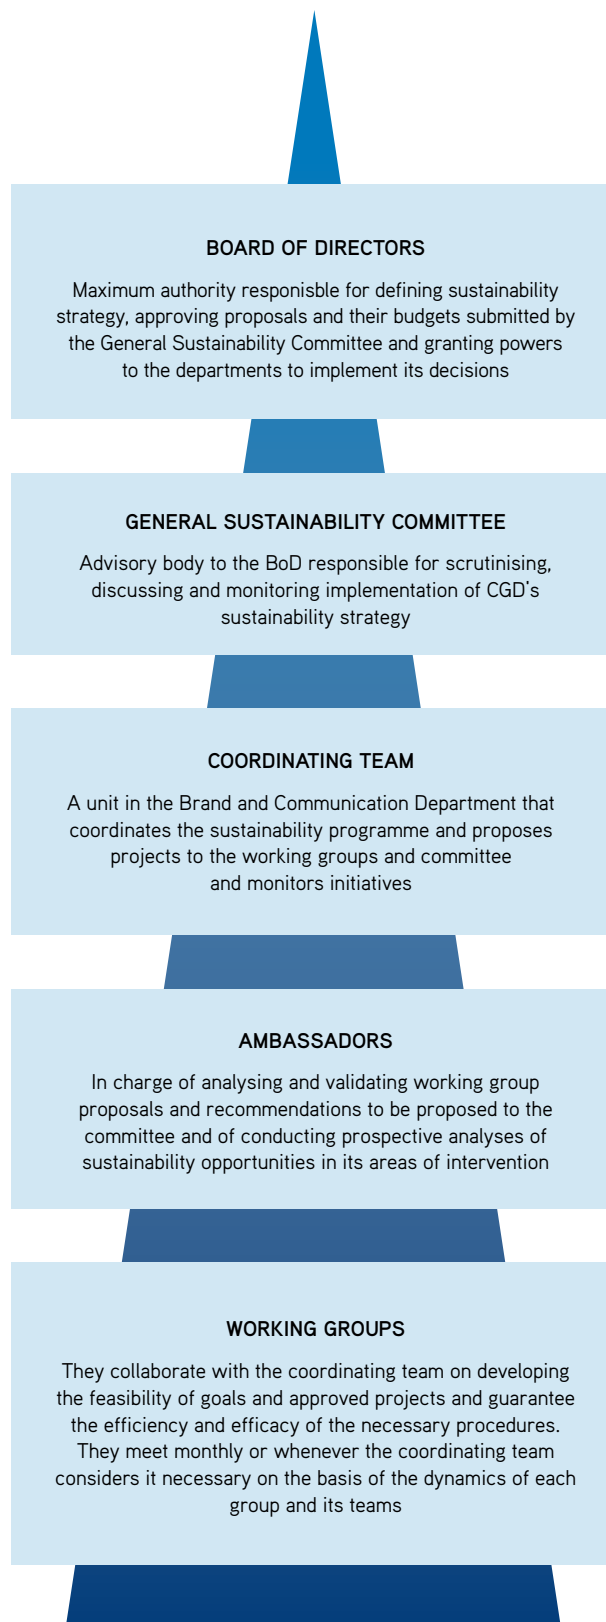 BOARD OF DIRECTORS
Maximum authority responisble for defining sustainability
strategy, approving proposals and their budgets submitted by
the General Sustainability Committee and granting powers
to the departments to implement its decisions
GENERAL SUSTAINABILITY COMMITTEE
Advisory body to the BoD responsible for scrutinising,
discussing and monitoring implementation of CGD's
sustainability strategy
COORDINATING TEAM
A unit in the Brand and Communication Department that
coordinates the sustainability programme and proposes
projects to the working groups and committee
and monitors initiatives
AMBASSADORS
In charge of analysing and validating working group
proposals and recommendations to be proposed to the
committee and of conducting prospective analyses of
sustainability opportunities in its areas of intervention
WORKING GROUPS
They collaborate with the coordinating team on developing
the feasibility of goals and approved projects and guarantee
the efficiency and efficacy of the necessary procedures.
They meet monthly or whenever the coordinating team
considers it necessary on the basis of the dynamics of each
group and its teams